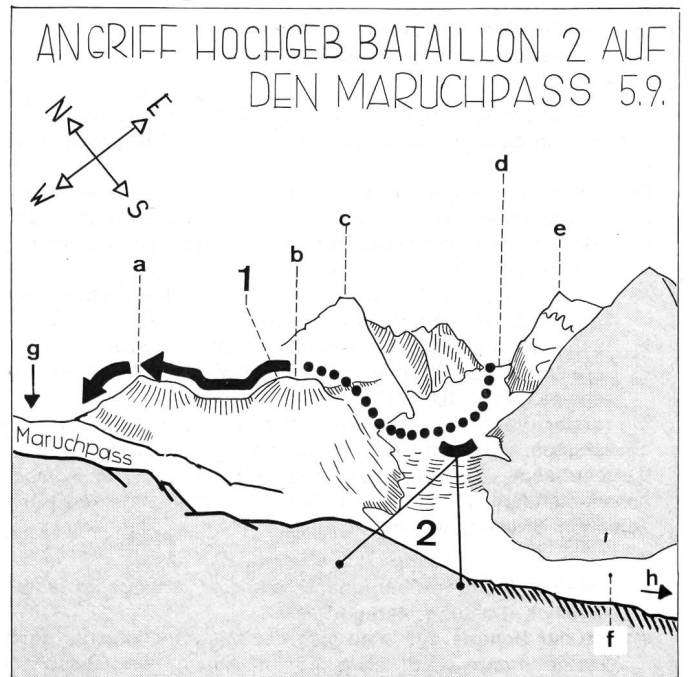 ANGRIFF HOCHGEB BATAILLON 2 AUF
DEN MARUCHPASS 5.9.
N E
W S
d
c
e
b
a
1
g
Maruchpass
2
h
f